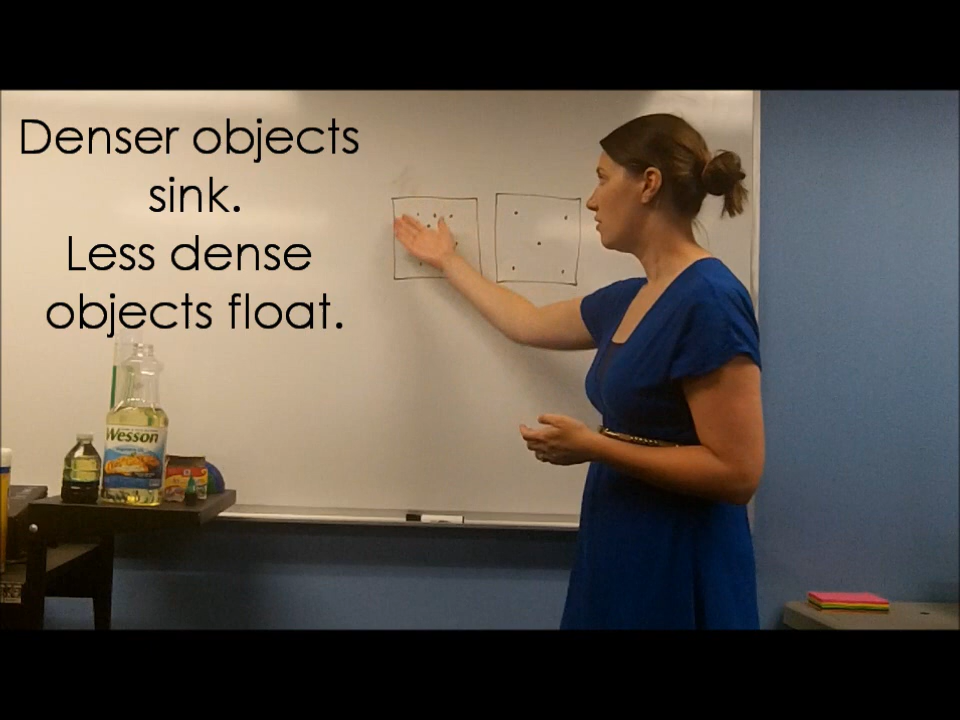 Denser objects
sink.
Less dense
objects float.
Wesson